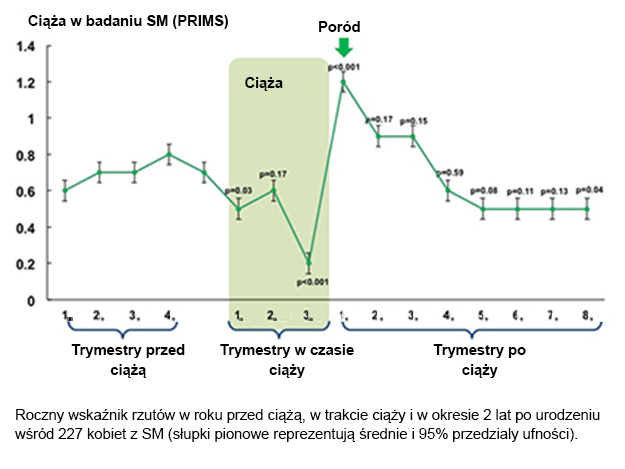 Ciąża w badaniu SM (PRIMS)
Poród
1.4
1.2
1
0.8
0.6
0.4
0.2
0
Ciąża
p=0.03
p=0.17
p<0.001
p<0.001
p=0.17
p=0.15
p=0.59
p=0.08
p=0.11
p=0.13
p=0.04
1 2 3 4 1 2 3 1 2 3 4 5 6 7 8
Trymestry przed
ciążą
Trymestry w czasie
ciąży
Trymestry po
ciąży
Roczny wskaźnik rzutów w roku przed ciążą, w trakcie ciąży i w okresie 2 lat po urodzeniu
wśród 227 kobiet z SM (słupki pionowe reprezentują średnie i 95% przedzialy ufności).